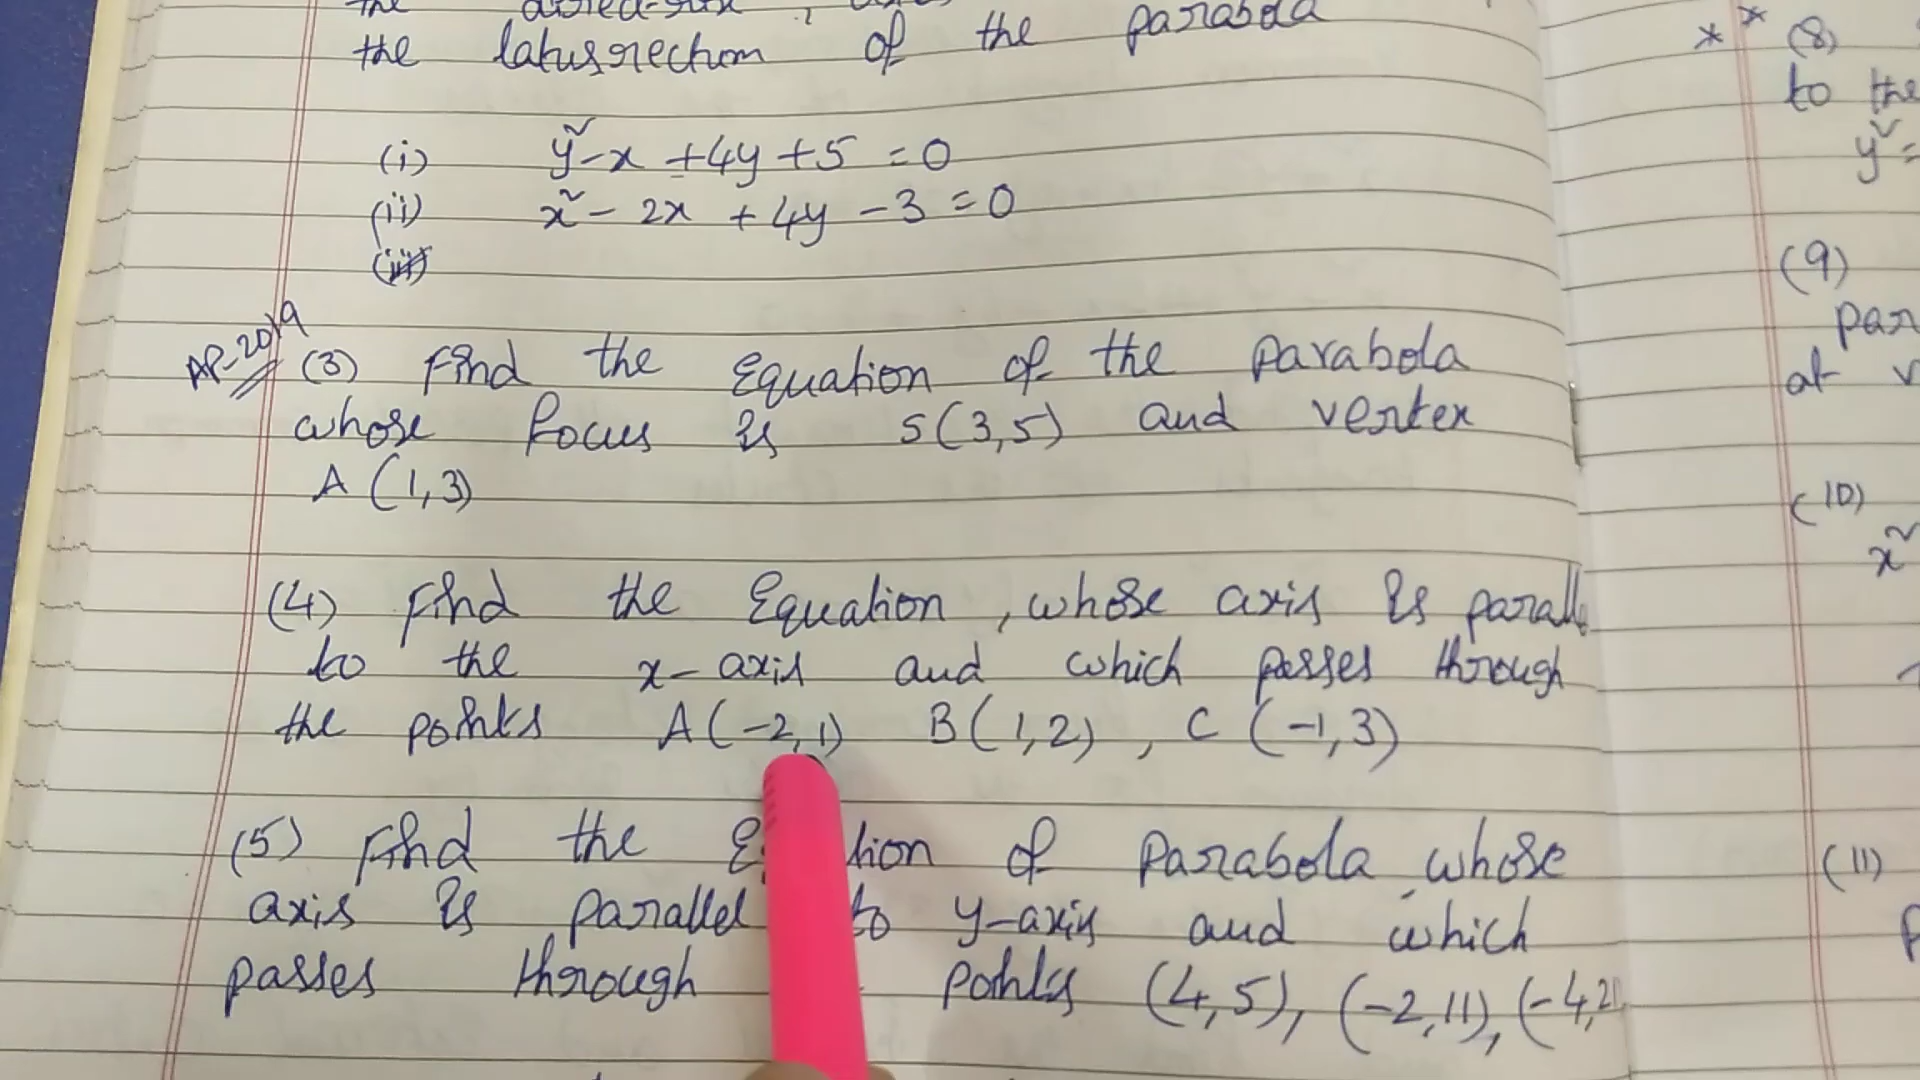 the
the latusrectum of the parabola
(i) y² - x + 4y + 5 = 0
(ii) x² - 2x + 4y - 3 = 0
(iii)
AP-2019
(3) Find the Equation of the parabola
whose focus is S(3,5) and vertex
A (1,3)
(4) Find the Equation, whose axis is parall
to the x-axis and which passes through
the points A(-2,1) B(1,2), C (-1,3)
(5) Find the E tion of Parabola whose
axis is parallel to y-axis and which
passes through points (4,5), (-2,11), (-4,2
** (8)
to the
y² =
(9)
par
at v
(10)
x²
(11)